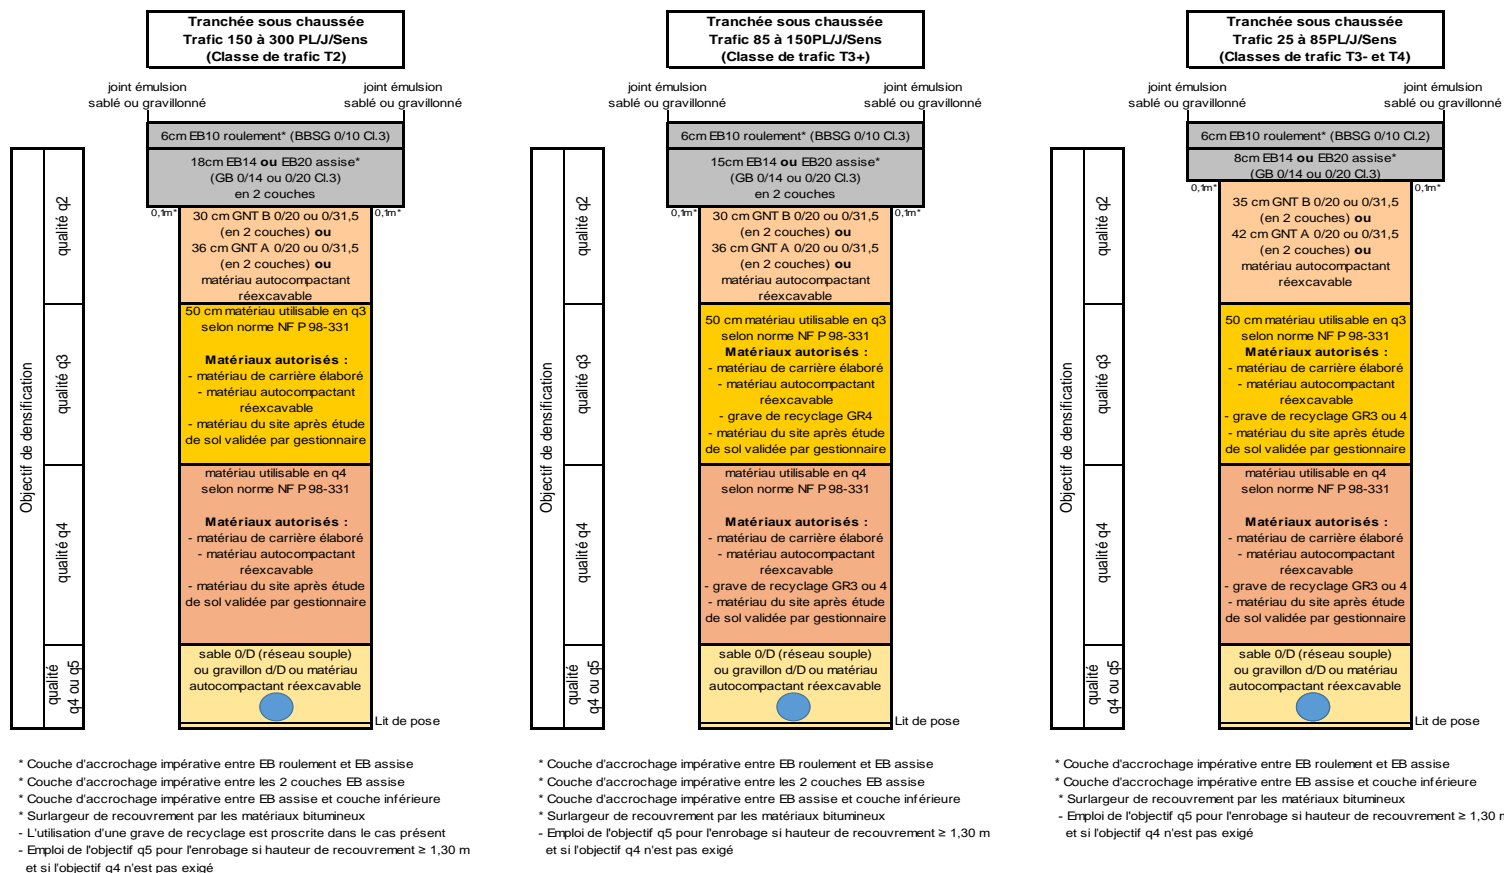 Tranchée sous chaussée
Trafic 150 à 300 PL/J/Sens
(Classe de trafic T2)
joint émulsion
sablé ou gravillonné
joint émulsion
sablé ou gravillonné
6cm EB10 roulement* (BBSG 0/10 Cl.3)
18cm EB14 ou EB20 assise*
(GB 0/14 ou 0/20 Cl.3)
en 2 couches
0,1m*
0,1m*
30 cm GNT B 0/20 ou 0/31,5
(en 2 couches) ou
36 cm GNT A 0/20 ou 0/31,5
(en 2 couches) ou
matériau autocompactant
réexcavable
50 cm matériau utilisable en q3
selon norme NF P 98-331
Matériaux autorisés :
- matériau de carrière élaboré
- matériau autocompactant
réexcavable
- matériau du site après étude
de sol validée par gestionnaire
matériau utilisable en q4
selon norme NF P 98-331
Matériaux autorisés :
- matériau de carrière élaboré
- matériau autocompactant
réexcavable
- matériau du site après étude
de sol validée par gestionnaire
sable 0/D (réseau souple)
ou gravillon d/D ou matériau
autocompactant réexcavable
Lit de pose
Objectif de densification
qualité q2
qualité q3
qualité q4
qualité
q4 ou q5
* Couche d'accrochage impérative entre EB roulement et EB assise
* Couche d'accrochage impérative entre les 2 couches EB assise
* Couche d'accrochage impérative entre EB assise et couche inférieure
* Surlargeur de recouvrement par les matériaux bitumineux
- L'utilisation d'une grave de recyclage est proscrite dans le cas présent
- Emploi de l'objectif q5 pour l'enrobage si hauteur de recouvrement ≥ 1,30 m
et si l'objectif q4 n'est pas exigé
Tranchée sous chaussée
Trafic 85 à 150PL/J/Sens
(Classe de trafic T3+)
joint émulsion
sablé ou gravillonné
joint émulsion
sablé ou gravillonné
6cm EB10 roulement* (BBSG 0/10 Cl.3)
15cm EB14 ou EB20 assise*
(GB 0/14 ou 0/20 Cl.3)
en 2 couches
0,1m*
0,1m*
30 cm GNT B 0/20 ou 0/31,5
(en 2 couches) ou
36 cm GNT A 0/20 ou 0/31,5
(en 2 couches) ou
matériau autocompactant
réexcavable
50 cm matériau utilisable en q3
selon norme NF P 98-331
Matériaux autorisés :
- matériau de carrière élaboré
- matériau autocompactant
réexcavable
- grave de recyclage GR4
- matériau du site après étude
de sol validée par gestionnaire
matériau utilisable en q4
selon norme NF P 98-331
Matériaux autorisés :
- matériau de carrière élaboré
- matériau autocompactant
réexcavable
- grave de recyclage GR3 ou 4
- matériau du site après étude
de sol validée par gestionnaire
sable 0/D (réseau souple)
ou gravillon d/D ou matériau
autocompactant réexcavable
Lit de pose
Objectif de densification
qualité q2
qualité q3
qualité q4
qualité
q4 ou q5
* Couche d'accrochage impérative entre EB roulement et EB assise
* Couche d'accrochage impérative entre les 2 couches EB assise
* Couche d'accrochage impérative entre EB assise et couche inférieure
* Surlargeur de recouvrement par les matériaux bitumineux
- Emploi de l'objectif q5 pour l'enrobage si hauteur de recouvrement ≥ 1,30 m
et si l'objectif q4 n'est pas exigé
Tranchée sous chaussée
Trafic 25 à 85PL/J/Sens
(Classes de trafic T3- et T4)
joint émulsion
sablé ou gravillonné
joint émulsion
sablé ou gravillonné
6cm EB10 roulement* (BBSG 0/10 Cl.2)
8cm EB14 ou EB20 assise*
(GB 0/14 ou 0/20 Cl.3)
0,1m*
0,1m*
35 cm GNT B 0/20 ou 0/31,5
(en 2 couches) ou
42 cm GNT A 0/20 ou 0/31,5
(en 2 couches) ou
matériau autocompactant
réexcavable
50 cm matériau utilisable en q3
selon norme NF P 98-331
Matériaux autorisés :
- matériau de carrière élaboré
- matériau autocompactant
réexcavable
- grave de recyclage GR3 ou 4
- matériau du site après étude
de sol validée par gestionnaire
matériau utilisable en q4
selon norme NF P 98-331
Matériaux autorisés :
- matériau de carrière élaboré
- matériau autocompactant
réexcavable
- grave de recyclage GR3 ou 4
- matériau du site après étude
de sol validée par gestionnaire
sable 0/D (réseau souple)
ou gravillon d/D ou matériau
autocompactant réexcavable
Lit de pose
Objectif de densification
qualité q2
qualité q3
qualité q4
qualité
q4 ou q5
* Couche d'accrochage impérative entre EB roulement et EB assise
* Couche d'accrochage impérative entre EB assise et couche inférieure
* Surlargeur de recouvrement par les matériaux bitumineux
- Emploi de l'objectif q5 pour l'enrobage si hauteur de recouvrement ≥ 1,30 m
et si l'objectif q4 n'est pas exigé